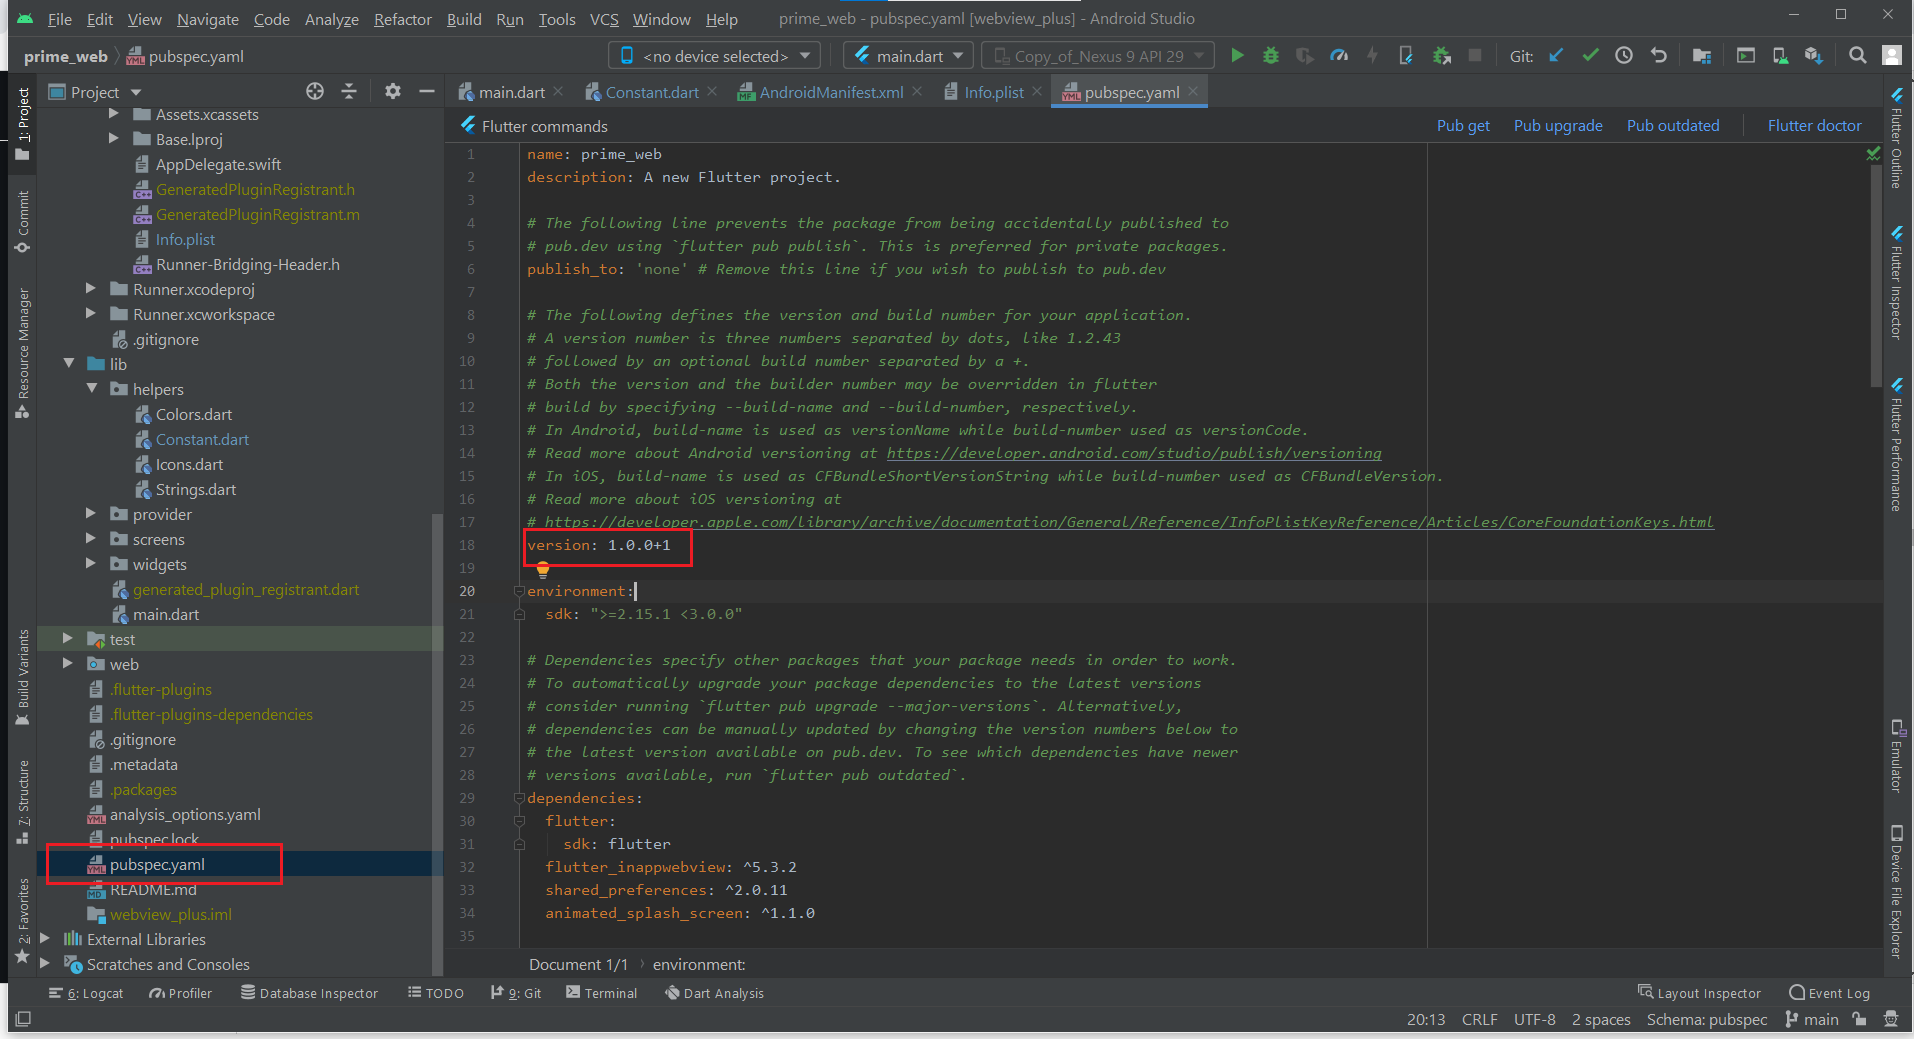 File Edit View Navigate Code Analyze Refactor Build Run Tools VCS Window Help prime_web - pubspec.yaml [webview_plus] - Android Studio
prime_web pubspec.yaml <no device selected> main.dart Copy_of_Nexus 9 API 29 Git:
Project
main.dart Constant.dart AndroidManifest.xml Info.plist pubspec.yaml
Flutter commands Pub get Pub upgrade Pub outdated Flutter doctor
1: Project
Commit
Resource Manager
Build Variants
7: Structure
2: Favorites
Assets.xcassets
Base.lproj
AppDelegate.swift
GeneratedPluginRegistrant.h
GeneratedPluginRegistrant.m
Info.plist
Runner-Bridging-Header.h
Runner.xcodeproj
Runner.xcworkspace
.gitignore
lib
helpers
Colors.dart
Constant.dart
Icons.dart
Strings.dart
provider
screens
widgets
generated_plugin_registrant.dart
main.dart
test
web
.flutter-plugins
.flutter-plugins-dependencies
.gitignore
.metadata
.packages
analysis_options.yaml
pubspec.lock
pubspec.yaml
README.md
webview_plus.iml
External Libraries
Scratches and Consoles
1 name: prime_web
2 description: A new Flutter project.
3
4 # The following line prevents the package from being accidentally published to
5 # pub.dev using `flutter pub publish`. This is preferred for private packages.
6 publish_to: 'none' # Remove this line if you wish to publish to pub.dev
7
8 # The following defines the version and build number for your application.
9 # A version number is three numbers separated by dots, like 1.2.43
10 # followed by an optional build number separated by a +.
11 # Both the version and the builder number may be overridden in flutter
12 # build by specifying --build-name and --build-number, respectively.
13 # In Android, build-name is used as versionName while build-number used as versionCode.
14 # Read more about Android versioning at https://developer.android.com/studio/publish/versioning
15 # In iOS, build-name is used as CFBundleShortVersionString while build-number used as CFBundleVersion.
16 # Read more about iOS versioning at
17 # https://developer.apple.com/library/archive/documentation/General/Reference/InfoPlistKeyReference/Articles/CoreFoundationKeys.html
18 version: 1.0.0+1
19
20 environment:
21 sdk: ">=2.15.1 <3.0.0"
22
23 # Dependencies specify other packages that your package needs in order to work.
24 # To automatically upgrade your package dependencies to the latest versions
25 # consider running `flutter pub upgrade --major-versions`. Alternatively,
26 # dependencies can be manually updated by changing the version numbers below to
27 # the latest version available on pub.dev. To see which dependencies have newer
28 # versions available, run `flutter pub outdated`.
29 dependencies:
30 flutter:
31 sdk: flutter
32 flutter_inappwebview: ^5.3.2
33 shared_preferences: ^2.0.11
34 animated_splash_screen: ^1.1.0
35
Document 1/1 environment:
Flutter Outline
Flutter Inspector
Flutter Performance
Emulator
Device File Explorer
6: Logcat Profiler Database Inspector TODO 9: Git Terminal Dart Analysis Layout Inspector Event Log
20:13 CRLF UTF-8 2 spaces Schema: pubspec main